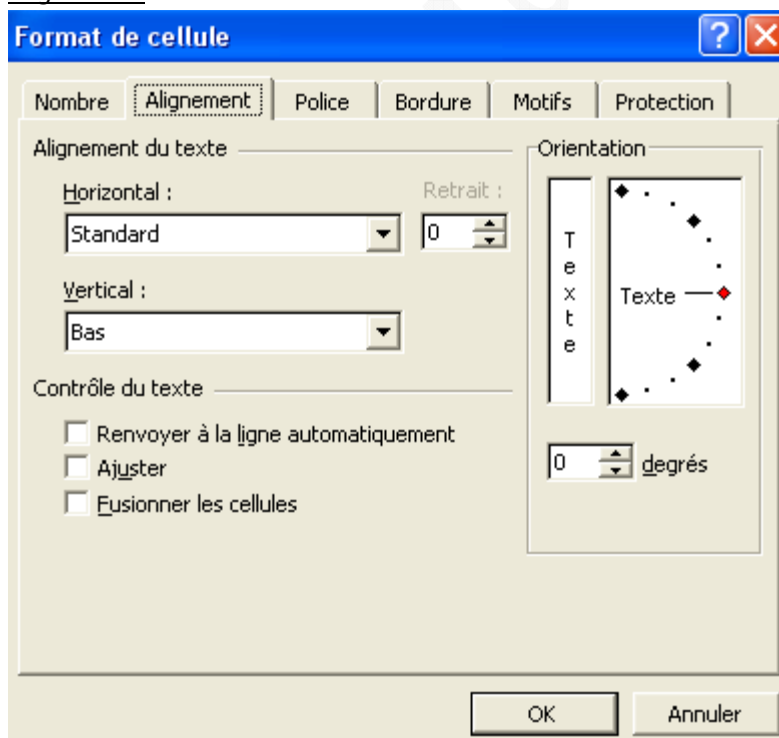 Format de cellule
Nombre Alignement Police Bordure Motifs Protection
Alignement du texte
Horizontal :
Retrait :
Standard
0
Vertical :
Bas
Contrôle du texte
Renvoyer à la ligne automatiquement
Ajuster
Fusionner les cellules
Orientation
Texte
Texte
0 degrés
OK Annuler